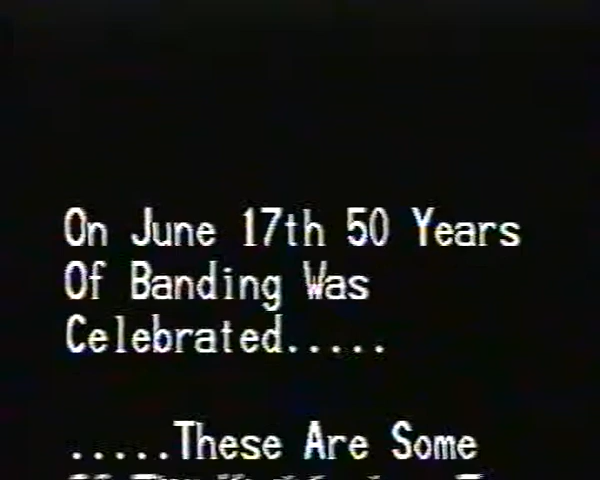 On June 17th 50 Years
Of Banding Was
Celebrated.....
.....These Are Some